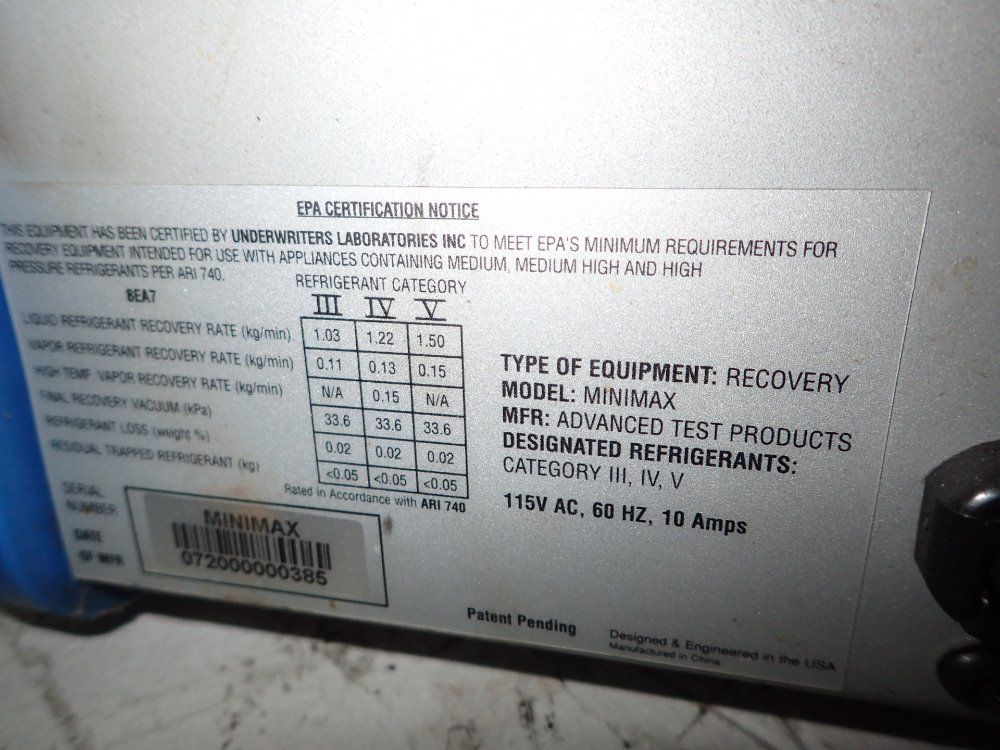 EPA CERTIFICATION NOTICE
THIS EQUIPMENT HAS BEEN CERTIFIED BY UNDERWRITERS LABORATORIES INC TO MEET EPA'S MINIMUM REQUIREMENTS FOR
RECOVERY EQUIPMENT INTENDED FOR USE WITH APPLIANCES CONTAINING MEDIUM, MEDIUM HIGH AND HIGH
PRESSURE REFRIGERANTS PER ARI 740.
REFRIGERANT CATEGORY
8EA7 III IV V
LIQUID REFRIGERANT RECOVERY RATE (kg/min) 1.03 1.22 1.50
VAPOR REFRIGERANT RECOVERY RATE (kg/min) 0.11 0.13 0.15
HIGH TEMP VAPOR RECOVERY RATE (kg/min) N/A 0.15 N/A
FINAL RECOVERY VACUUM (kPa) 33.6 33.6 33.6
REFRIGERANT LOSS (weight %) 0.02 0.02 0.02
RESIDUAL TRAPPED REFRIGERANT (kg) <0.05 <0.05 <0.05
Rated in Accordance with ARI 740
TYPE OF EQUIPMENT: RECOVERY
MODEL: MINIMAX
MFR: ADVANCED TEST PRODUCTS
DESIGNATED REFRIGERANTS:
CATEGORY III, IV, V
115V AC, 60 HZ, 10 Amps
SERIAL
NUMBER
DATE
OF MFR
MINIMAX
072000000385
Patent Pending
Designed & Engineered in the USA
Manufactured in China